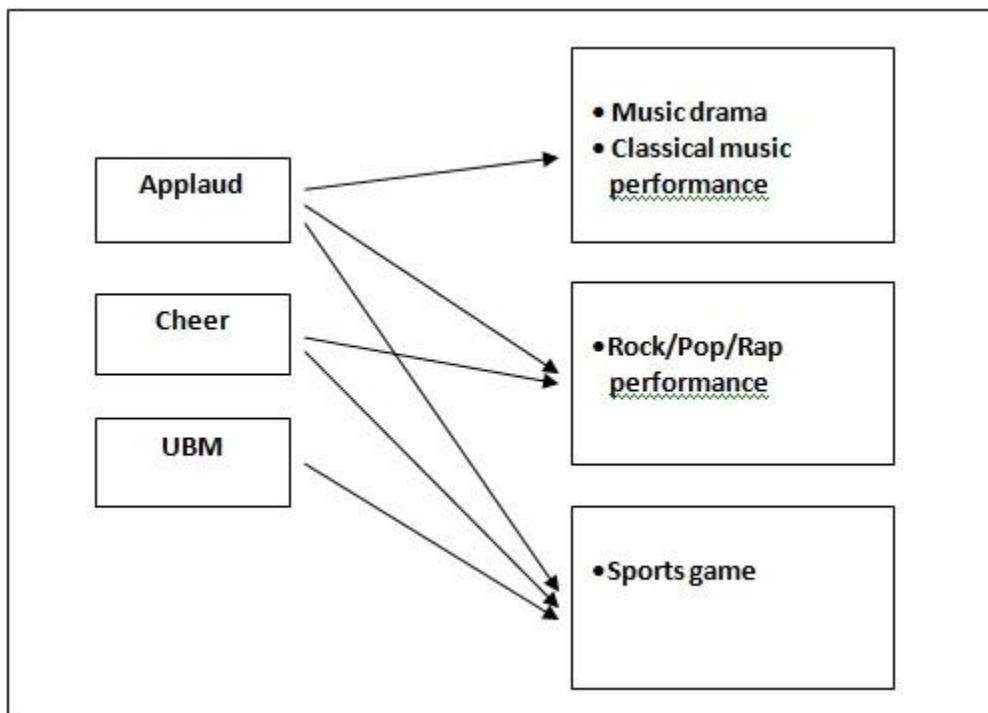 Applaud
Cheer
UBM
• Music drama
• Classical music
performance
•Rock/Pop/Rap
performance
•Sports game